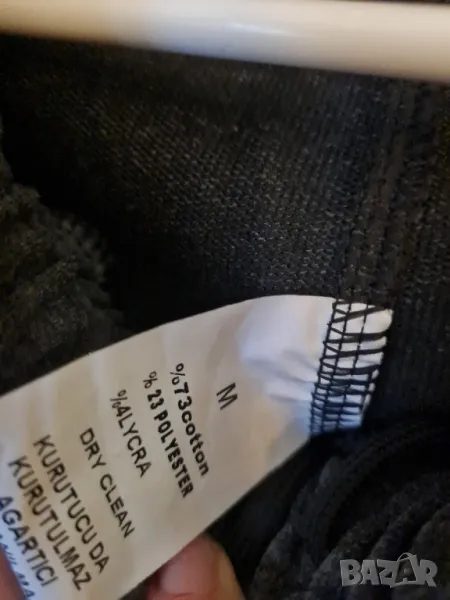 M
%73cotton
% 23 POLYESTER
%4LYCRA
DRY CLEAN
KURUTUCU DA
KURUTULMAZ
AGARTICI
BAZAR